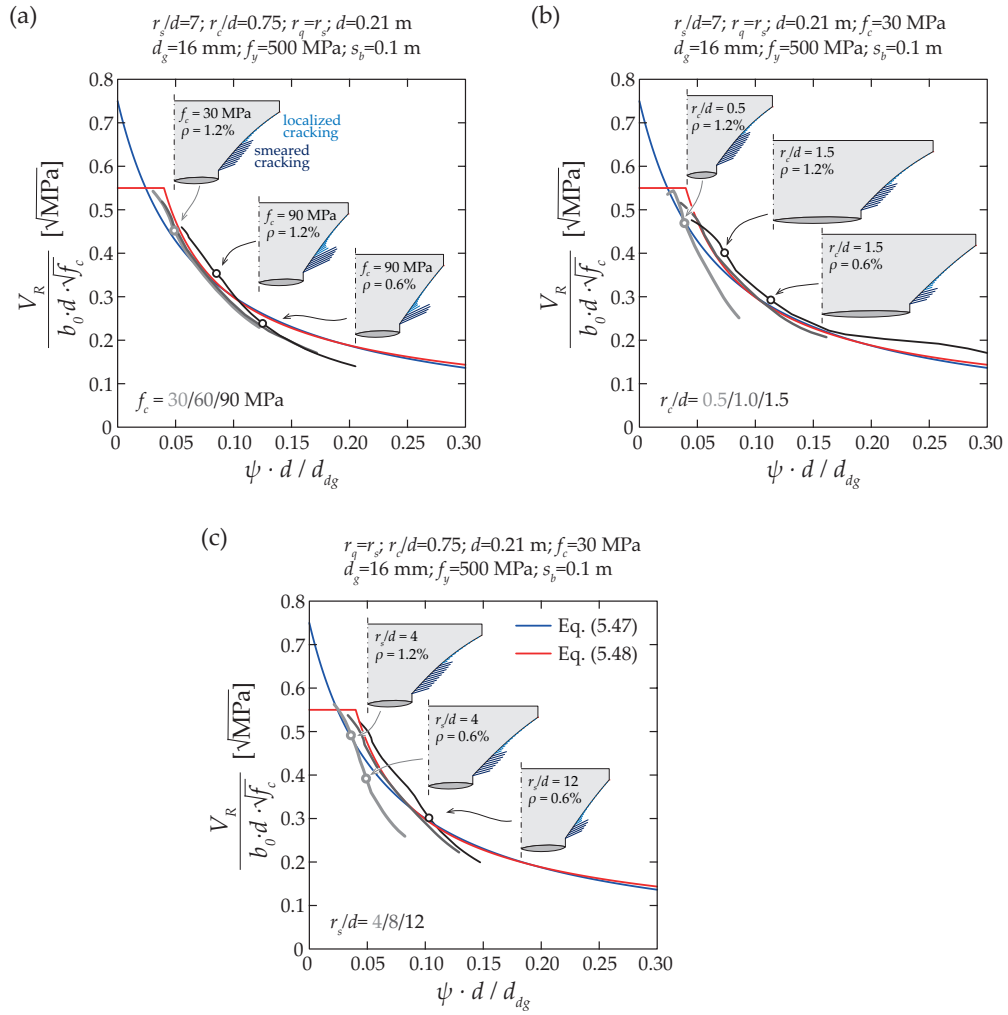 (a)
r_s/d=7; r_c/d=0.75; r_q=r_s; d=0.21 m
d_g=16 mm; f_y=500 MPa; s_b=0.1 m
0.8
0.7
0.6
0.5
0.4
0.3
0.2
0.1
0
V_R / b_0·d·√f_c [√MPa]
f_c = 30 MPa
ρ = 1.2%
localized
cracking
smeared
cracking
f_c = 90 MPa
ρ = 1.2%
f_c = 90 MPa
ρ = 0.6%
f_c = 30/60/90 MPa
0 0.05 0.10 0.15 0.20 0.25 0.30
ψ · d / d_dg
(b)
r_s/d=7; r_q=r_s; d=0.21 m; f_c=30 MPa
d_g=16 mm; f_y=500 MPa; s_b=0.1 m
0.8
0.7
0.6
0.5
0.4
0.3
0.2
0.1
0
V_R / b_0·d·√f_c [√MPa]
r_c/d = 0.5
ρ = 1.2%
r_c/d = 1.5
ρ = 1.2%
r_c/d = 1.5
ρ = 0.6%
r_c/d= 0.5/1.0/1.5
0 0.05 0.10 0.15 0.20 0.25 0.30
ψ · d / d_dg
(c)
r_q=r_s; r_c/d=0.75; d=0.21 m; f_c=30 MPa
d_g=16 mm; f_y=500 MPa; s_b=0.1 m
0.8
0.7
0.6
0.5
0.4
0.3
0.2
0.1
0
V_R / b_0·d·√f_c [√MPa]
r_s/d = 4
ρ = 1.2%
Eq. (5.47)
Eq. (5.48)
r_s/d = 4
ρ = 0.6%
r_s/d = 12
ρ = 0.6%
r_s/d= 4/8/12
0 0.05 0.10 0.15 0.20 0.25 0.30
ψ · d / d_dg